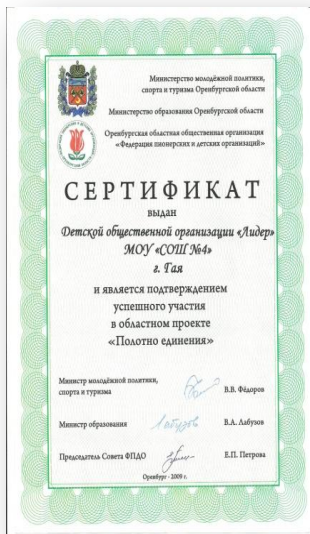 Министерство молодёжной политики,
спорта и туризма Оренбургской области
Министерство образования Оренбургской области
Оренбургская областная общественная организация
«Федерация пионерских и детских организаций»
СЕРТИФИКАТ
выдан
Детской общественной организации «Лидер»
МОУ «СОШ №4»
г. Гая
и является подтверждением
успешного участия
в областном проекте
«Полотно единения»
Министр молодёжной политики,
спорта и туризма
В.В. Фёдоров
Министр образования
В.А. Лабузов
Председатель Совета ФПДО
Е.П. Петрова
Оренбург - 2009 г.